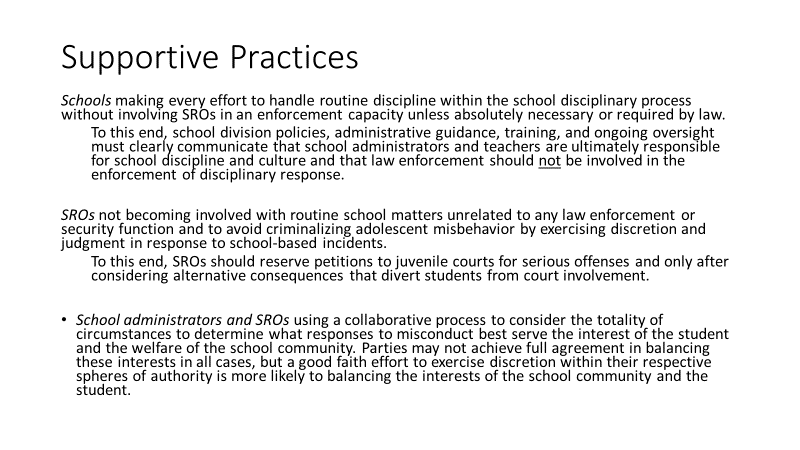 Supportive Practices
Schools making every effort to handle routine discipline within the school disciplinary process
without involving SROs in an enforcement capacity unless absolutely necessary or required by law.
To this end, school division policies, administrative guidance, training, and ongoing oversight
must clearly communicate that school administrators and teachers are ultimately responsible
for school discipline and culture and that law enforcement should not be involved in the
enforcement of disciplinary response.
SROs not becoming involved with routine school matters unrelated to any law enforcement or
security function and to avoid criminalizing adolescent misbehavior by exercising discretion and
judgment in response to school-based incidents.
To this end, SROs should reserve petitions to juvenile courts for serious offenses and only after
considering alternative consequences that divert students from court involvement.
• School administrators and SROs using a collaborative process to consider the totality of
circumstances to determine what responses to misconduct best serve the interest of the student
and the welfare of the school community. Parties may not achieve full agreement in balancing
these interests in all cases, but a good faith effort to exercise discretion within their respective
spheres of authority is more likely to balancing the interests of the school community and the
student.